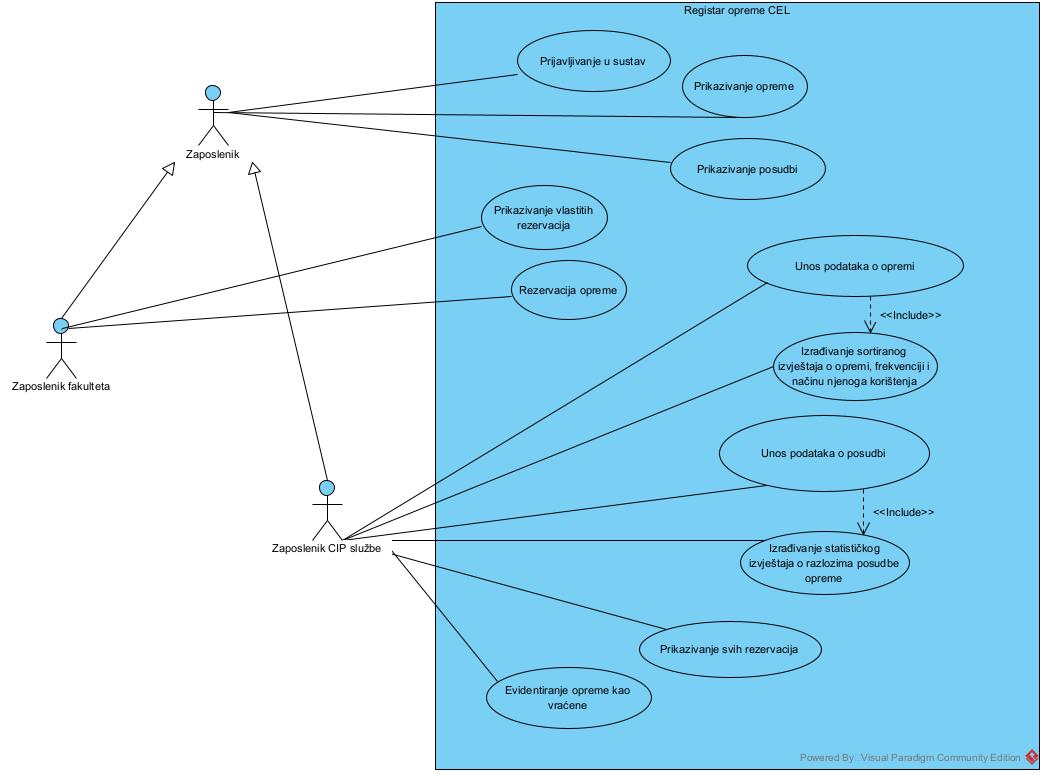 Registar opreme CEL
Prijavljivanje u sustav
Prikazivanje opreme
Zaposlenik
Prikazivanje posudbi
Prikazivanje vlastitih
rezervacija
Unos podataka o opremi
Rezervacija opreme
<<Include>>
Zaposlenik fakulteta
Izrađivanje sortiranog
izvještaja o opremi, frekvenciji i
načinu njenoga korištenja
Unos podataka o posudbi
<<Include>>
Zaposlenik CIP službe
Izrađivanje statističkog
izvještaja o razlozima posudbe
opreme
Prikazivanje svih rezervacija
Evidentiranje opreme kao
vraćene
Powered By Visual Paradigm Community Edition